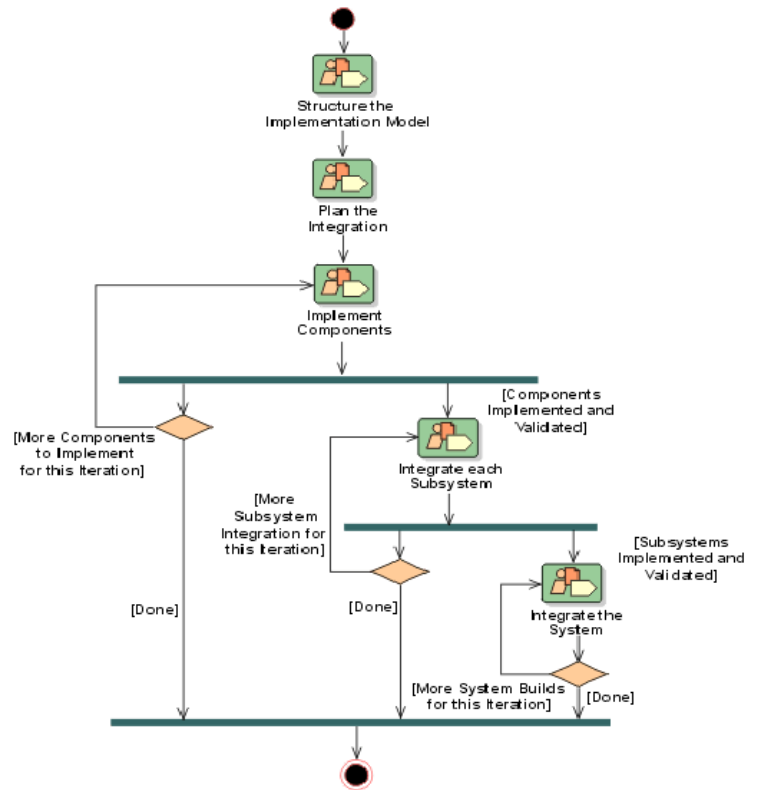 Structure the
Implementation Model
Plan the
Integration
Implement
Components
[Components
Implemented and
Validated]
[More Components
to Implement
for this Iteration]
Integrate each
Subsystem
[More
Subsystem
Integration for
this Iteration]
[Subsystems
Implemented and
Validated]
[Done]
[Done]
Integrate the
System
[More System Builds
for this Iteration]
[Done]